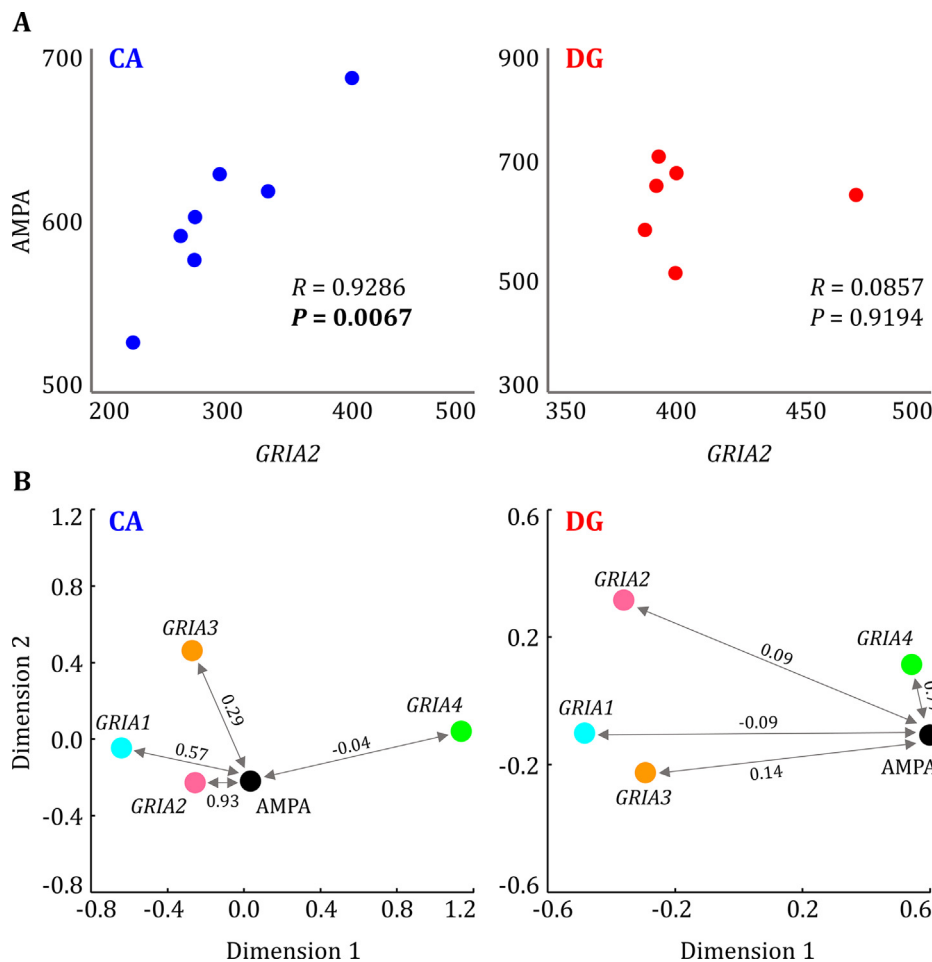 A
CA
700
600
500
AMPA
R = 0.9286
P = 0.0067
200 300 400 500
GRIA2
DG
900
700
500
300
R = 0.0857
P = 0.9194
350 400 450 500
GRIA2
B
CA
1.2
0.8
0.4
0.0
-0.4
-0.8
Dimension 2
GRIA3
GRIA1
GRIA4
0.29
0.57
-0.04
GRIA2
0.93
AMPA
-0.8 -0.4 0.0 0.4 0.8 1.2
Dimension 1
DG
0.6
0.2
-0.2
-0.6
GRIA2
GRIA4
0.09
GRIA1
-0.09
AMPA
0.14
GRIA3
-0.6 -0.2 0.2 0.6
Dimension 1